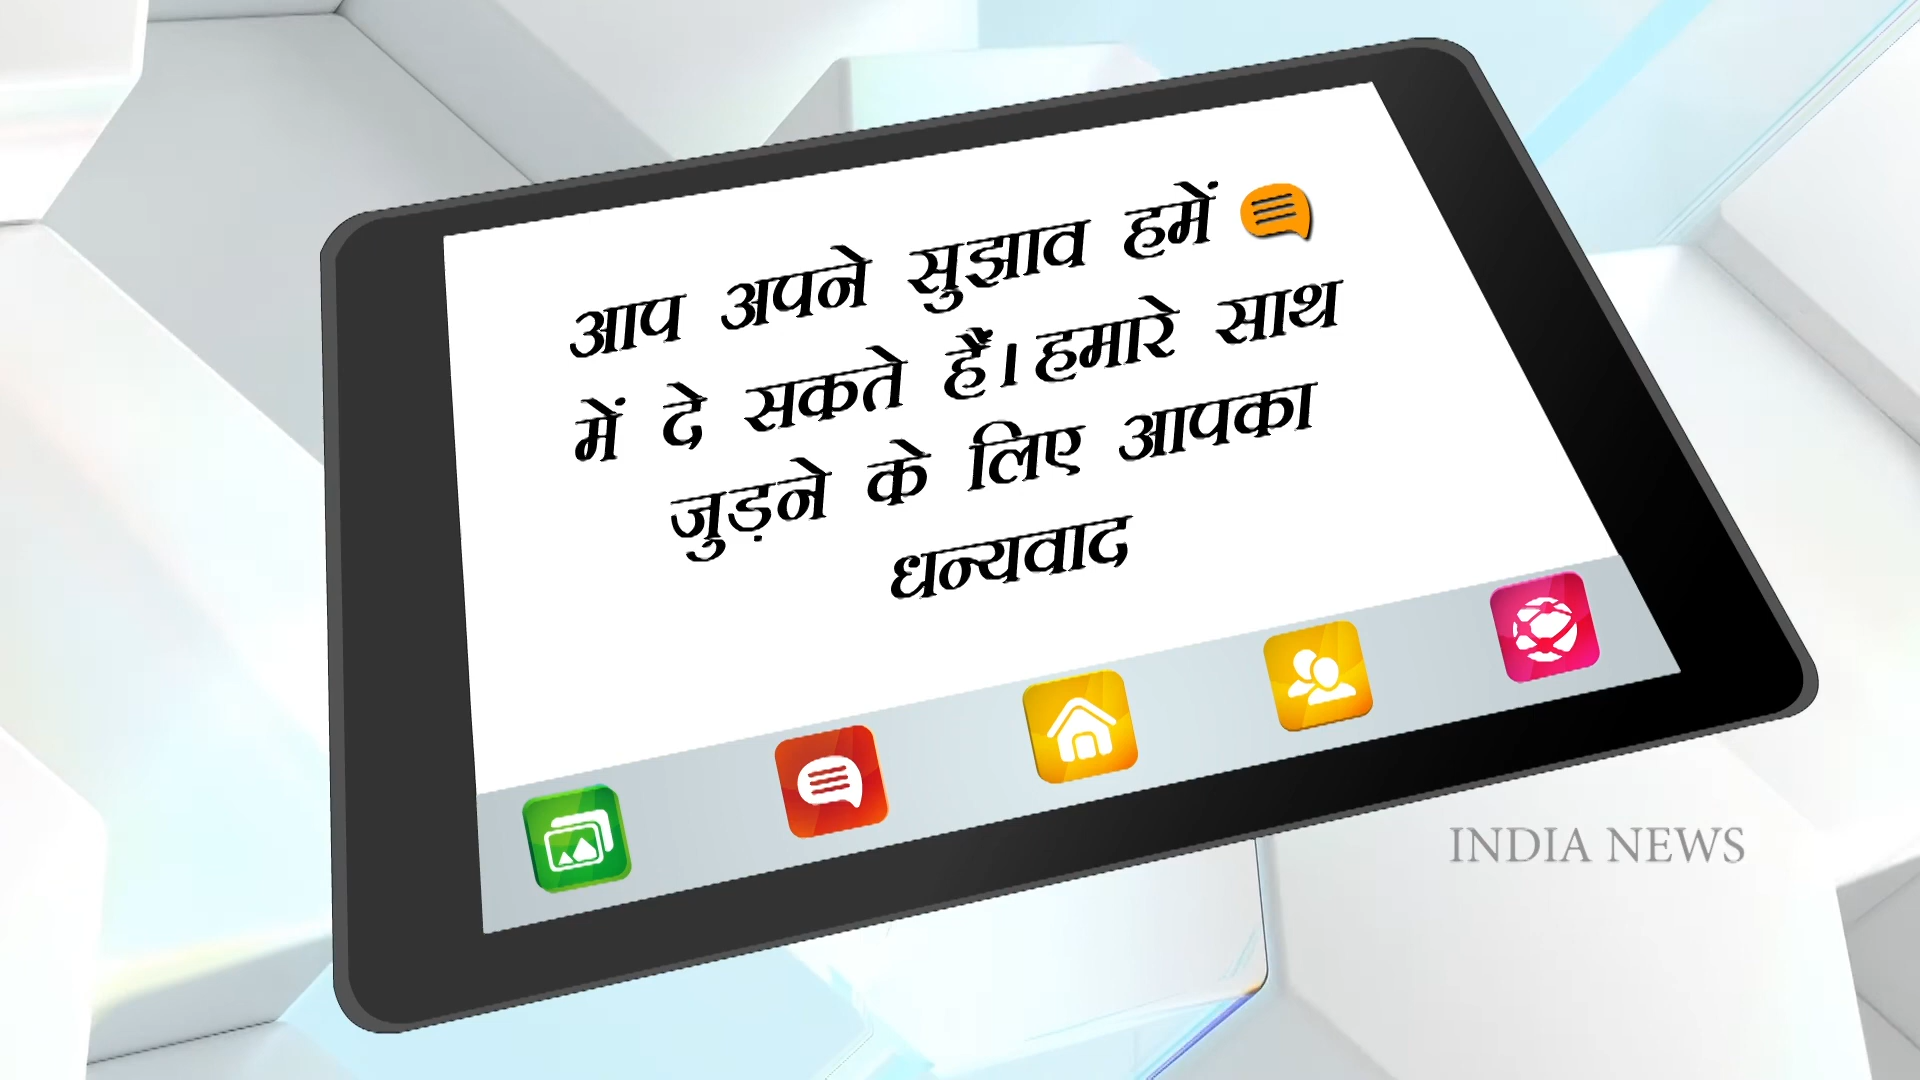 आप अपने सुझाव हमें
में दे सकते हैं। हमारे साथ
जुड़ने के लिए आपका
धन्यवाद
INDIA NEWS